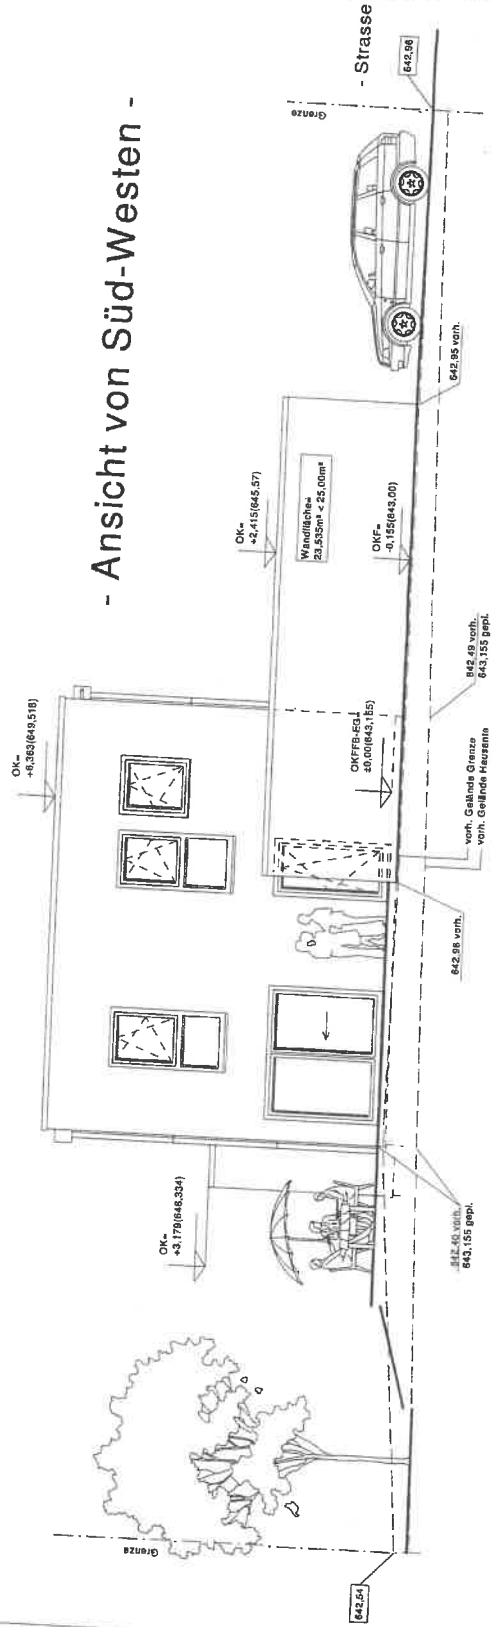 - Ansicht von Süd-Westen -
- Strasse
OK=
+6,363(649,518)
OK=
+2,415(645,57)
OK=
+3,179(646,334)
Wandfläche=
23,535m² < 25,00m²
OKF=
-0,155(643,00)
OKFFB-EG=
±0,00(643,155)
Grenze
Grenze
642,96
642,54
642,95 vorh.
642,49 vorh.
643,155 gepl.
vorh. Gelände Grenze
vorh. Gelände Hauskante
642,98 vorh.
642,40 vorh.
643,155 gepl.